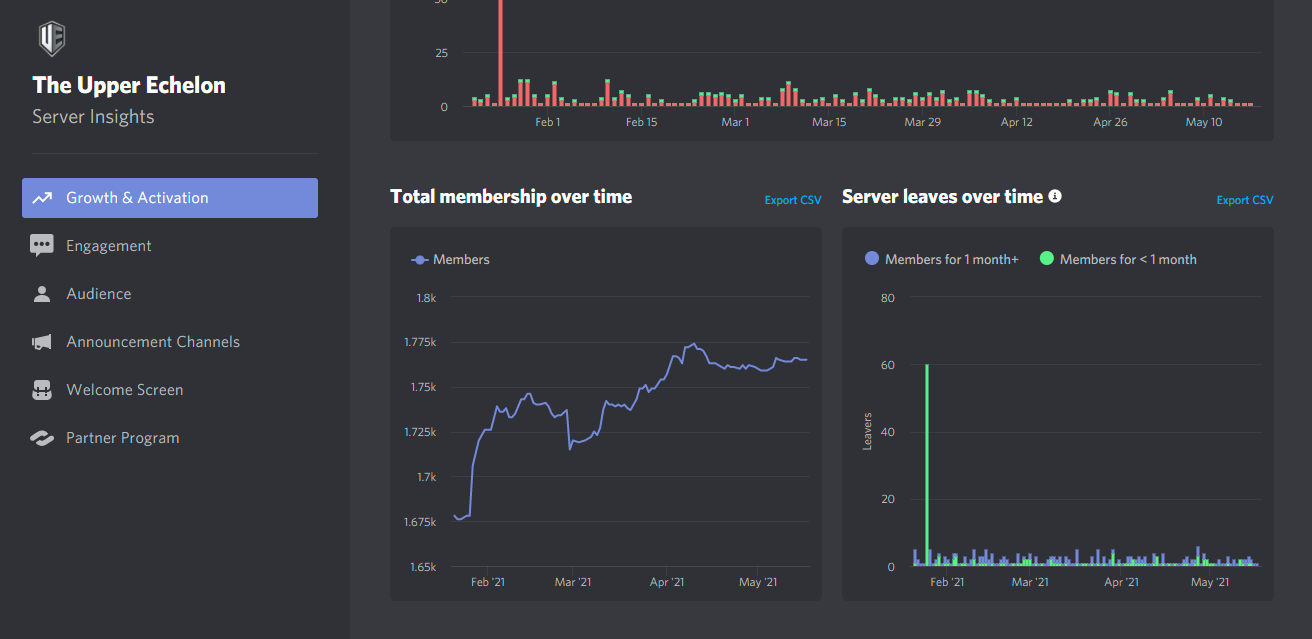 50
25
0
Feb 1 Feb 15 Mar 1 Mar 15 Mar 29 Apr 12 Apr 26 May 10
UE
The Upper Echelon
Server Insights
Growth & Activation
Engagement
Audience
Announcement Channels
Welcome Screen
Partner Program
Total membership over time
Export CSV
Members
1.8k
1.775k
1.75k
1.725k
1.7k
1.675k
1.65k
Feb '21 Mar '21 Apr '21 May '21
Server leaves over time
Export CSV
Members for 1 month+ Members for < 1 month
Leavers
80
60
40
20
0
Feb '21 Mar '21 Apr '21 May '21